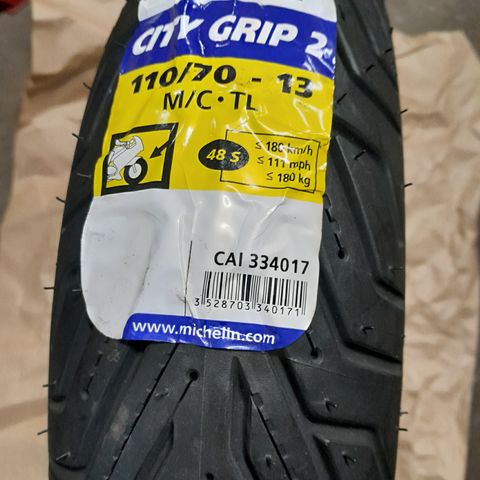 CITY GRIP 2
110/70 - 13
M/C • TL
48 S
≤ 180 km/h
≤ 111 mph
≤ 180 kg
CAI 334017
3 528703 340171
www.michelin.com